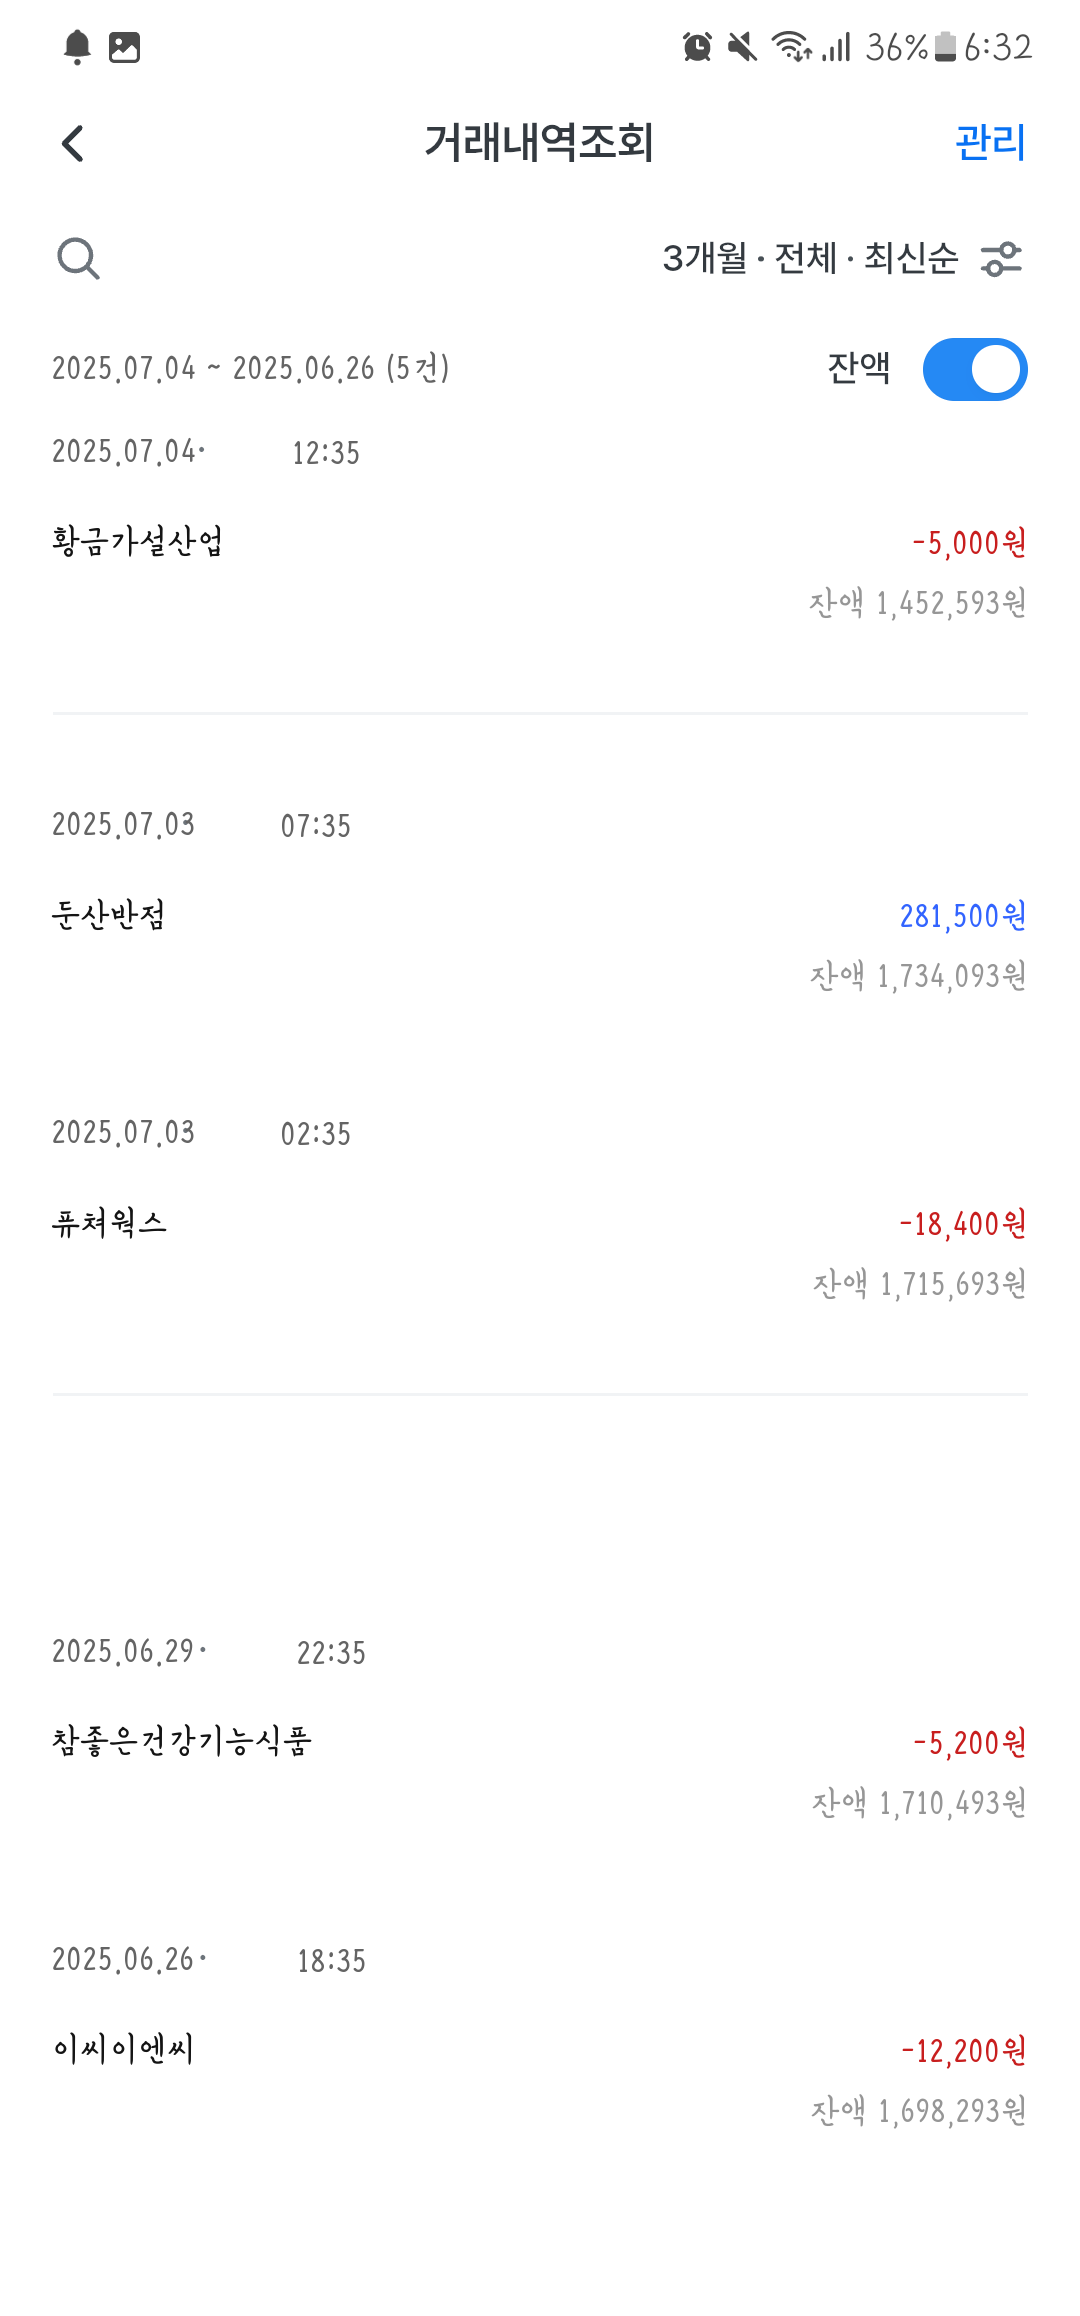 36% 6:32
거래내역조회 관리
3개월 · 전체 · 최신순
2025.07.04 ~ 2025.06.26 (5건) 잔액
2025.07.04· 12:35
황금가설산업 -5,000원
잔액 1,452,593원
2025.07.03 07:35
둔산반점 281,500원
잔액 1,734,093원
2025.07.03 02:35
퓨쳐웍스 -18,400원
잔액 1,715,693원
2025.06.29· 22:35
참좋은건강기능식품 -5,200원
잔액 1,710,493원
2025.06.26· 18:35
이씨이엔씨 -12,200원
잔액 1,698,293원